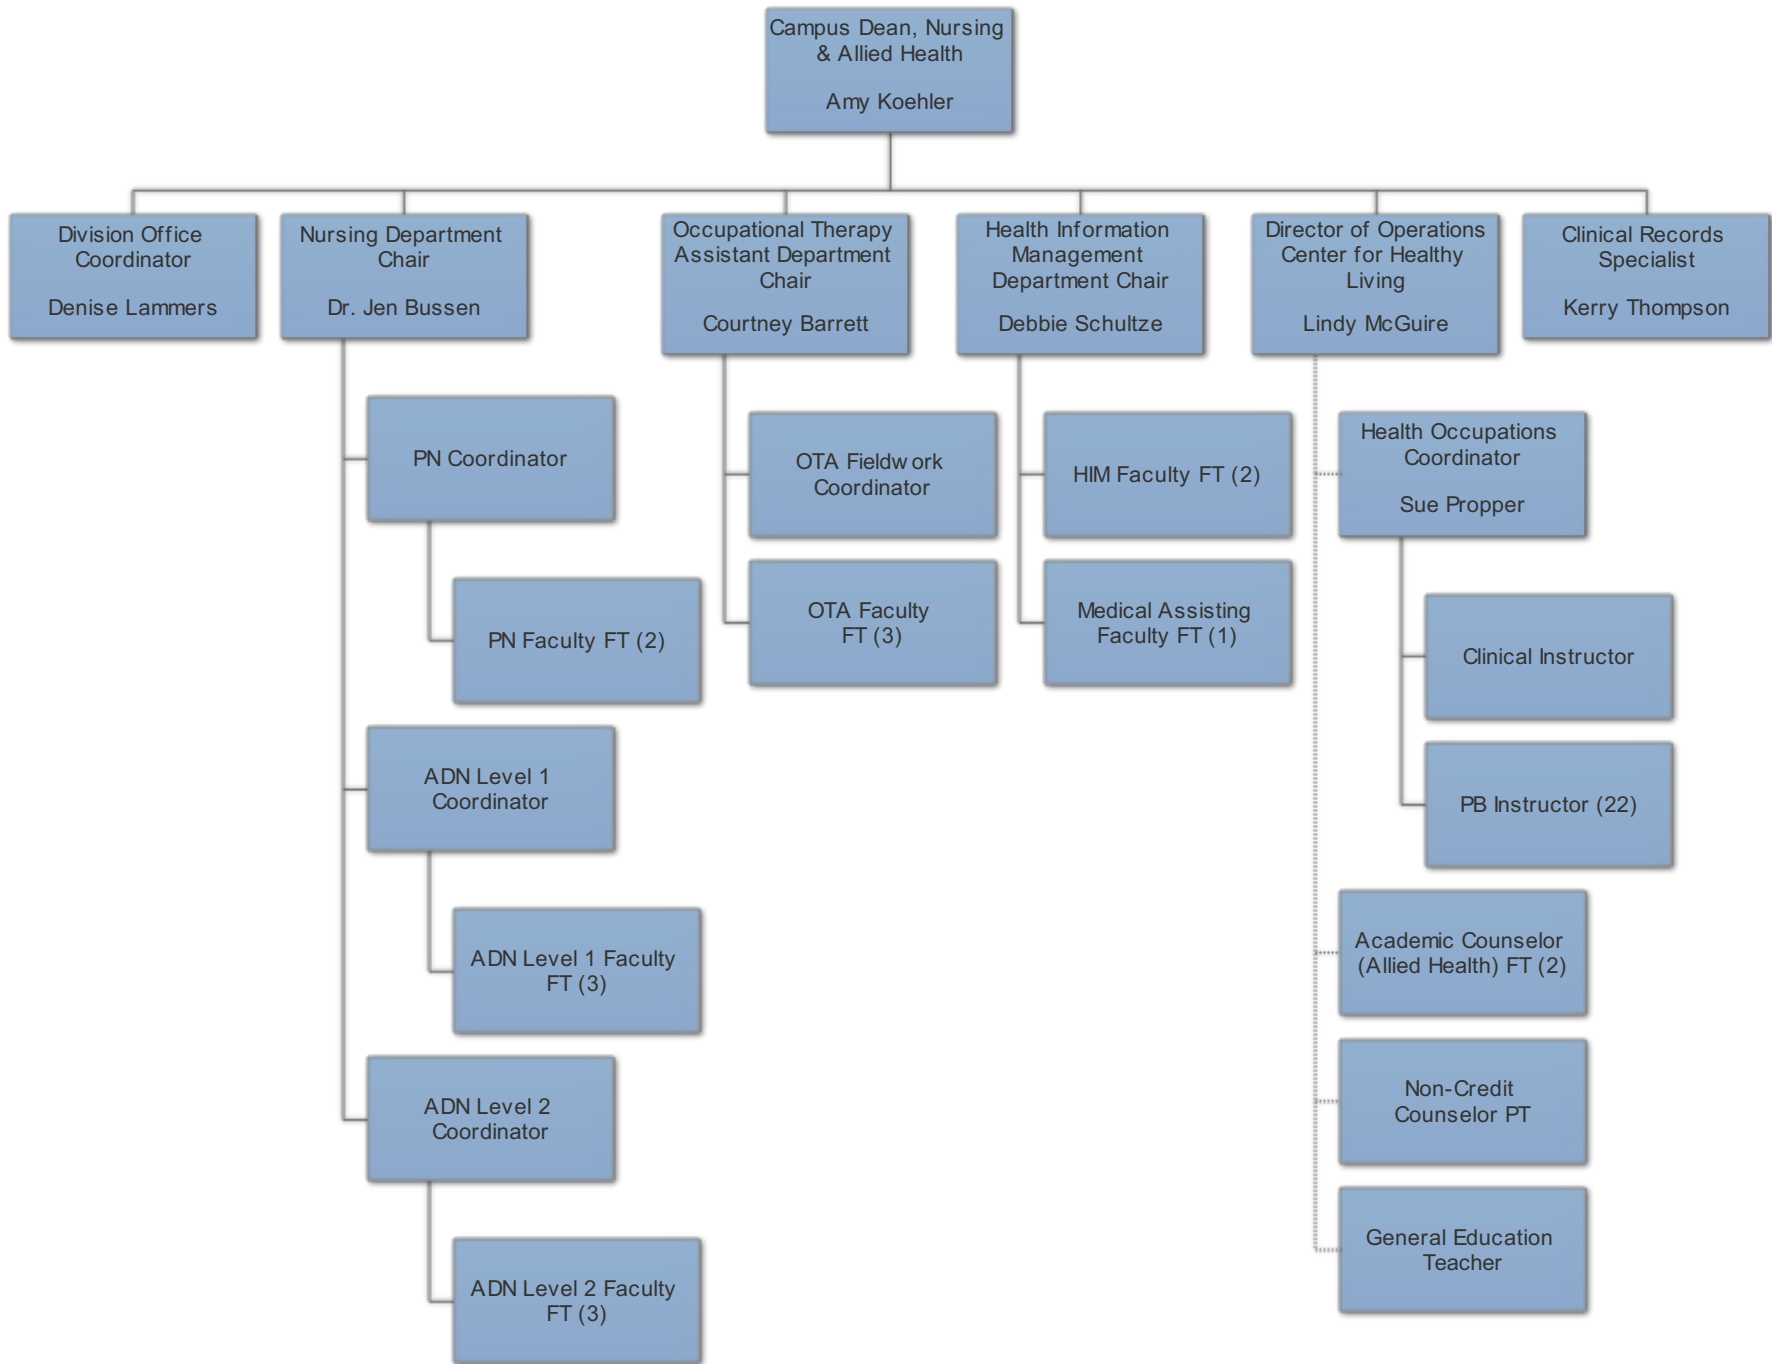 Campus Dean, Nursing
& Allied Health
Amy Koehler
Division Office
Coordinator
Denise Lammers
Nursing Department
Chair
Dr. Jen Bussen
Occupational Therapy
Assistant Department
Chair
Courtney Barrett
Health Information
Management
Department Chair
Debbie Schultze
Director of Operations
Center for Healthy
Living
Lindy McGuire
Clinical Records
Specialist
Kerry Thompson
PN Coordinator
PN Faculty FT (2)
ADN Level 1
Coordinator
ADN Level 1 Faculty
FT (3)
ADN Level 2
Coordinator
ADN Level 2 Faculty
FT (3)
OTA Fieldwork
Coordinator
OTA Faculty
FT (3)
HIM Faculty FT (2)
Medical Assisting
Faculty FT (1)
Health Occupations
Coordinator
Sue Propper
Clinical Instructor
PB Instructor (22)
Academic Counselor
(Allied Health) FT (2)
Non-Credit
Counselor PT
General Education
Teacher